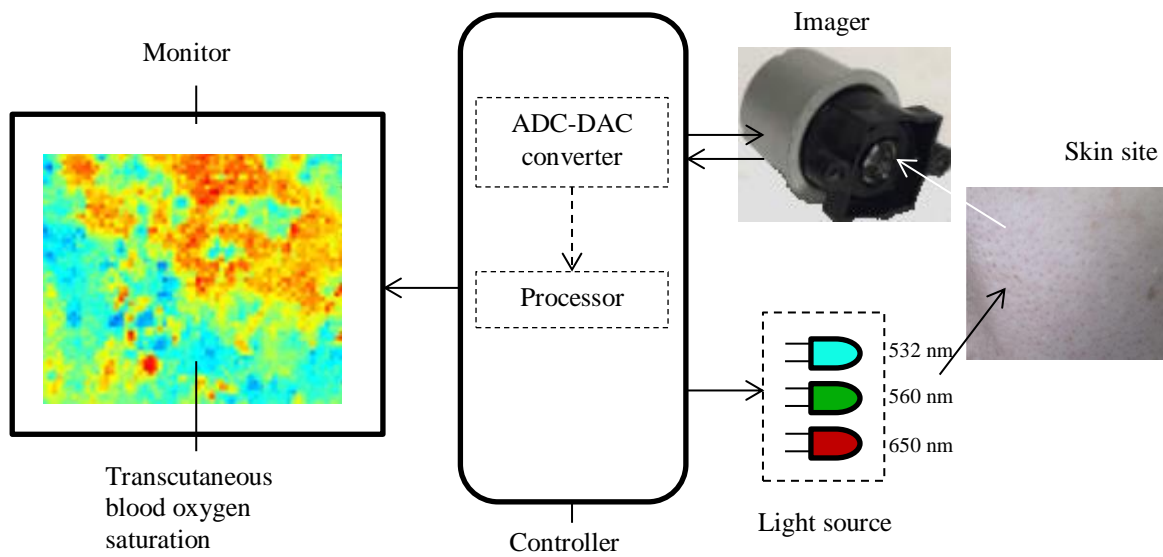 Imager
Monitor
ADC-DAC
converter
Skin site
Processor
532 nm
560 nm
650 nm
Transcutaneous
blood oxygen
saturation
Light source
Controller